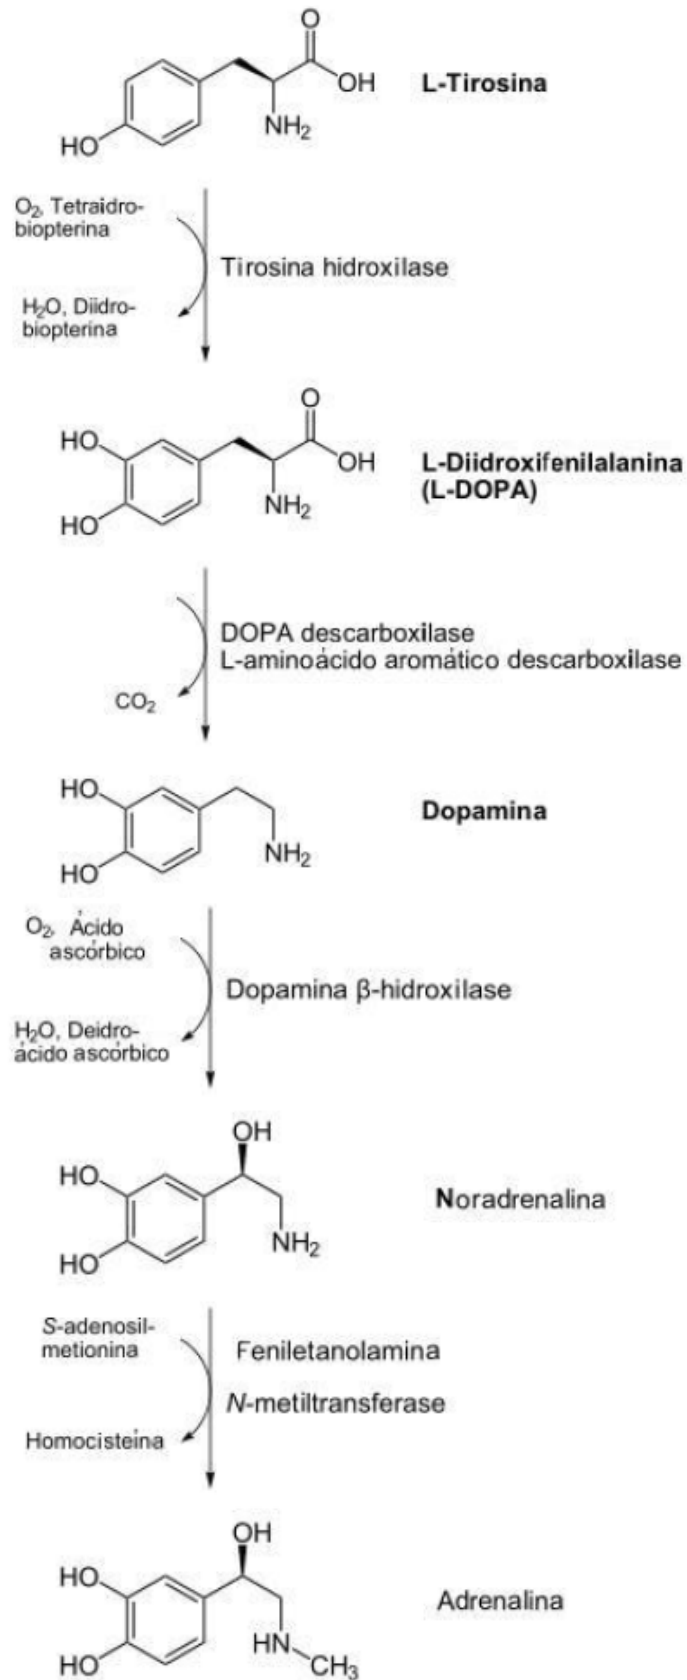 O
OH
NH₂
HO
L-Tirosina
O₂, Tetraidro-
biopterina
Tirosina hidroxilase
H₂O, Diidro-
biopterina
O
HO
OH
NH₂
HO
L-Diidroxifenilalanina
(L-DOPA)
DOPA descarboxilase
L-aminoácido aromático descarboxilase
CO₂
HO
HO
NH₂
Dopamina
O₂, Ácido
ascórbico
Dopamina β-hidroxilase
H₂O, Deidro-
ácido ascórbico
OH
HO
HO
NH₂
Noradrenalina
S-adenosil-
metionina
Feniletanolamina
N-metiltransferase
Homocisteína
OH
HO
HO
HN
CH₃
Adrenalina